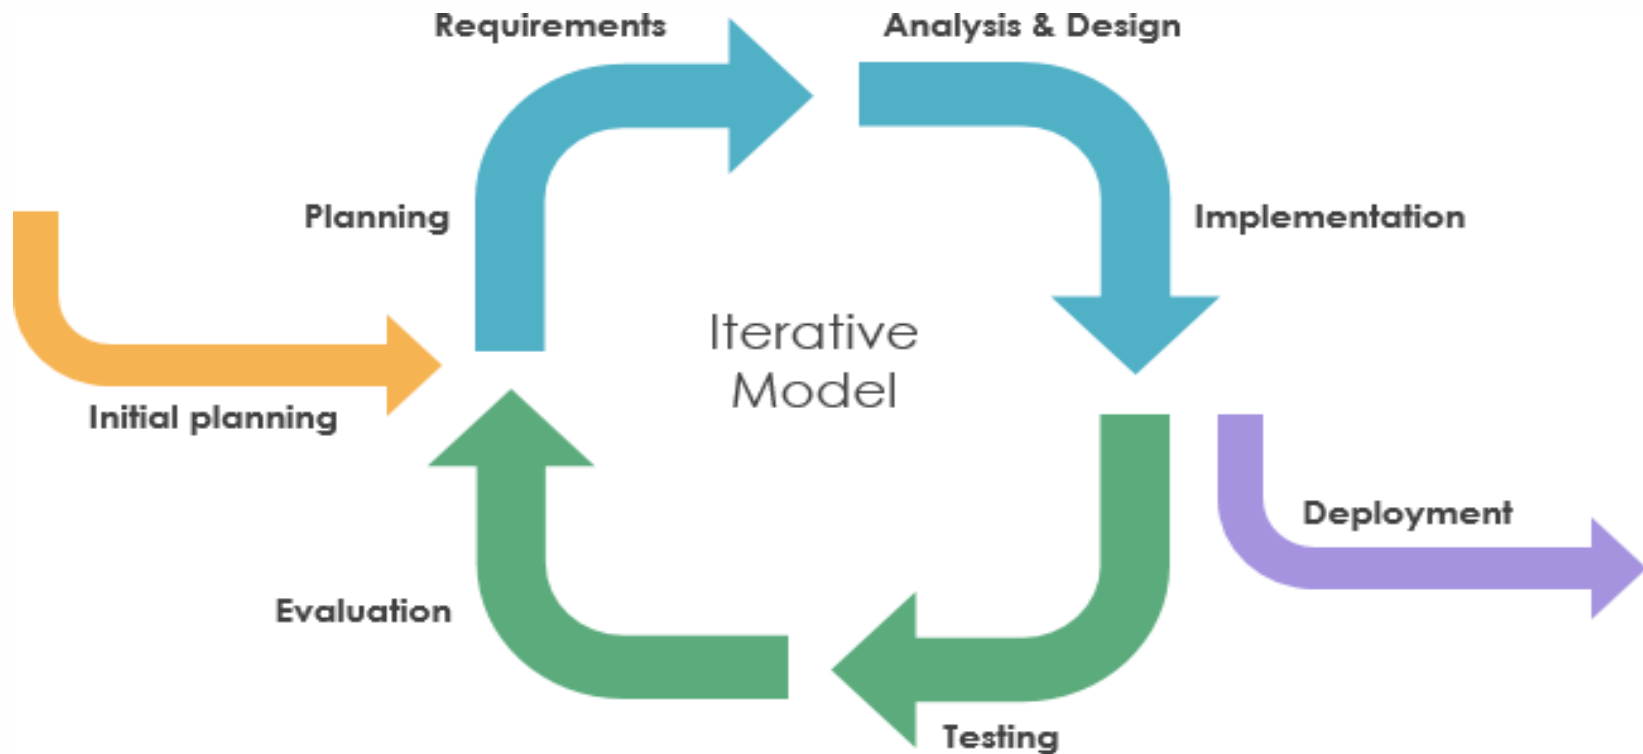 Requirements
Analysis & Design
Planning
Implementation
Iterative
Model
Initial planning
Deployment
Evaluation
Testing